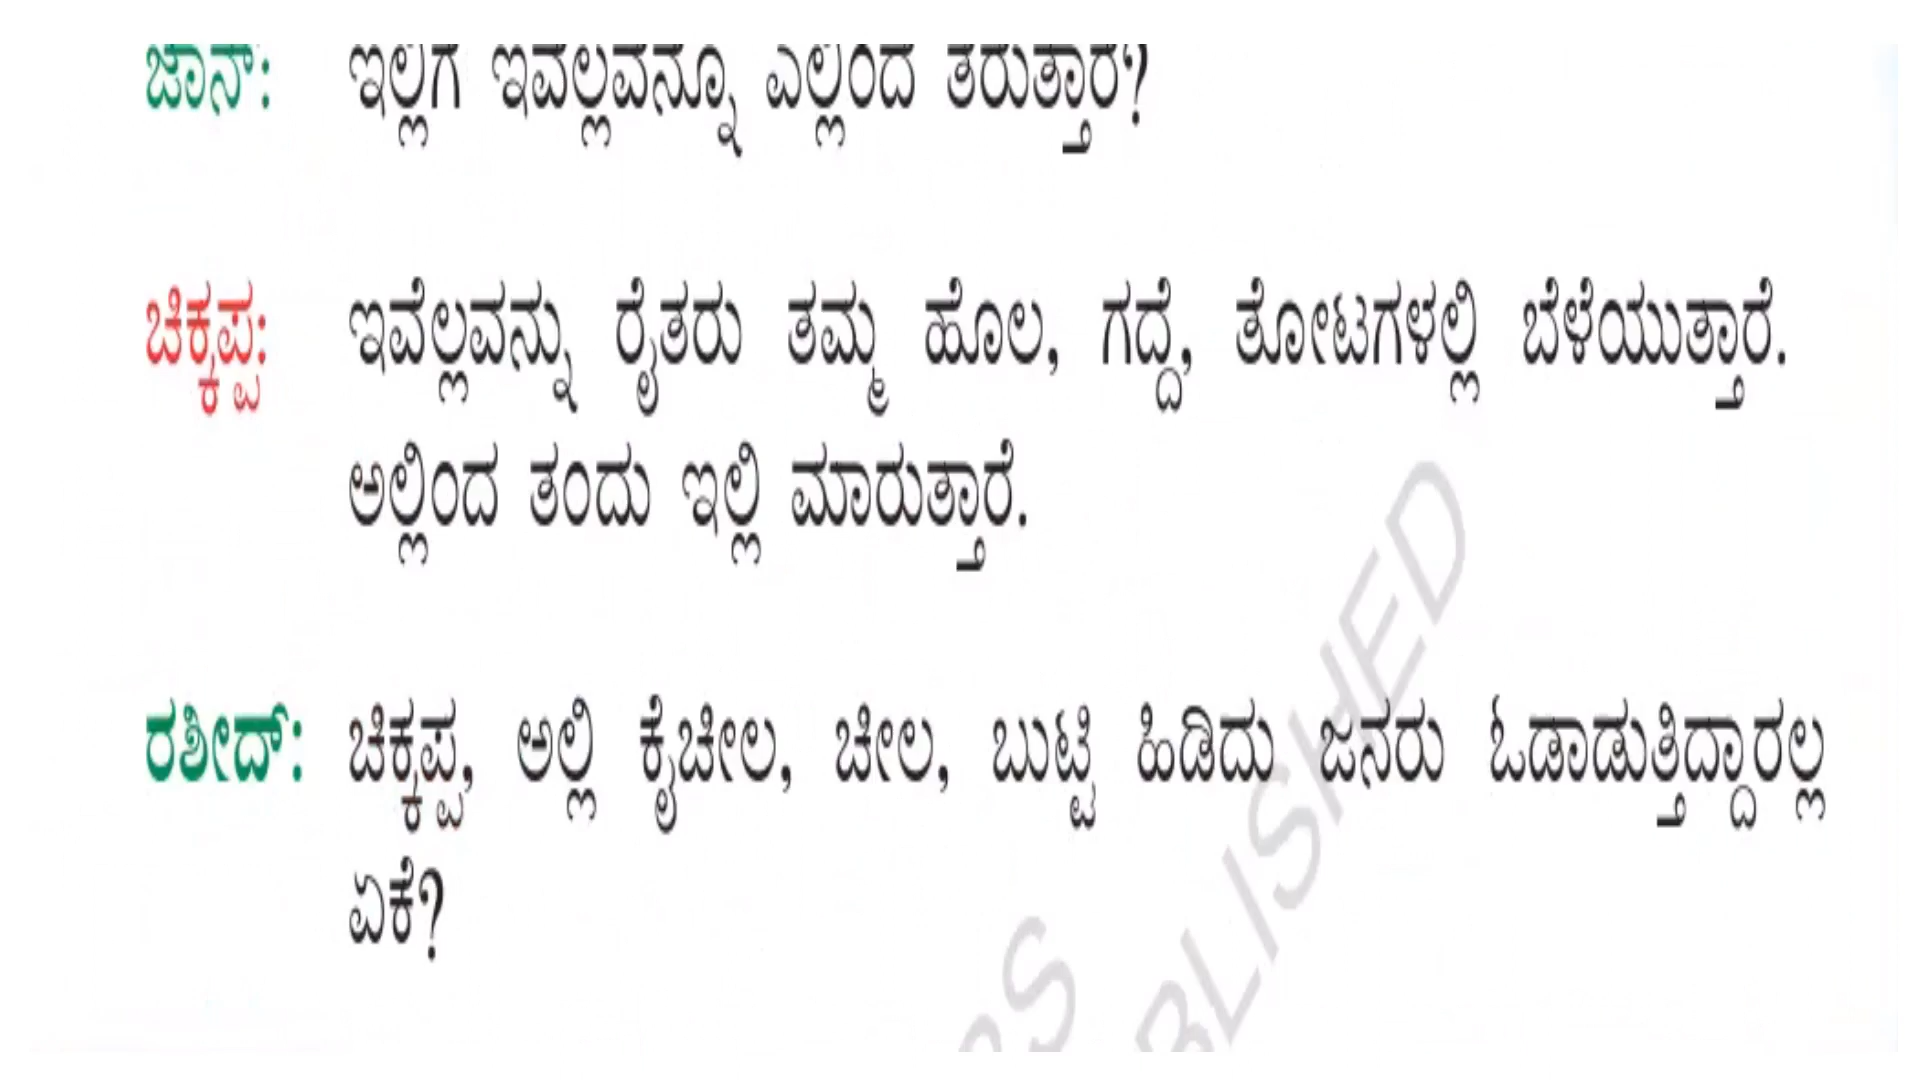 ಜಾನ್: ಇಲ್ಲಿಗೆ ಇವೆಲ್ಲವನ್ನೂ ಎಲ್ಲಿಂದ ತರುತ್ತಾರೆ?
ಚಿಕ್ಕಪ್ಪ: ಇವೆಲ್ಲವನ್ನು ರೈತರು ತಮ್ಮ ಹೊಲ, ಗದ್ದೆ, ತೋಟಗಳಲ್ಲಿ ಬೆಳೆಯುತ್ತಾರೆ.
ಅಲ್ಲಿಂದ ತಂದು ಇಲ್ಲಿ ಮಾರುತ್ತಾರೆ.
ರಶೀದ್: ಚಿಕ್ಕಪ್ಪ, ಅಲ್ಲಿ ಕೈಚೀಲ, ಚೀಲ, ಬುಟ್ಟಿ ಹಿಡಿದು ಜನರು ಓಡಾಡುತ್ತಿದ್ದಾರಲ್ಲ
ಏಕೆ?